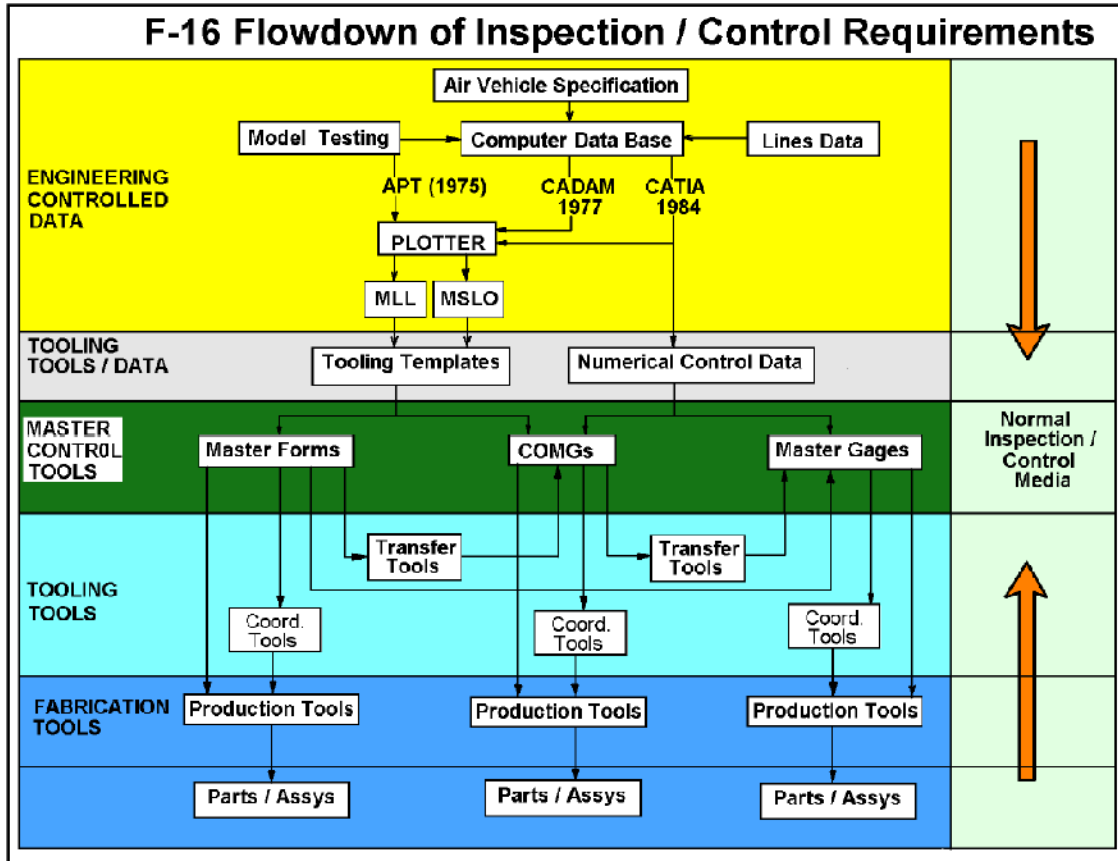 F-16 Flowdown of Inspection / Control Requirements
Air Vehicle Specification
Model Testing
Computer Data Base
Lines Data
ENGINEERING
CONTROLLED
DATA
APT (1975)
CADAM
1977
CATIA
1984
PLOTTER
MLL
MSLO
TOOLING
TOOLS / DATA
Tooling Templates
Numerical Control Data
MASTER
CONTROL
TOOLS
Master Forms
COMGs
Master Gages
Normal
Inspection /
Control
Media
Transfer
Tools
Transfer
Tools
TOOLING
TOOLS
Coord.
Tools
Coord.
Tools
Coord.
Tools
FABRICATION
TOOLS
Production Tools
Production Tools
Production Tools
Parts / Assys
Parts / Assys
Parts / Assys